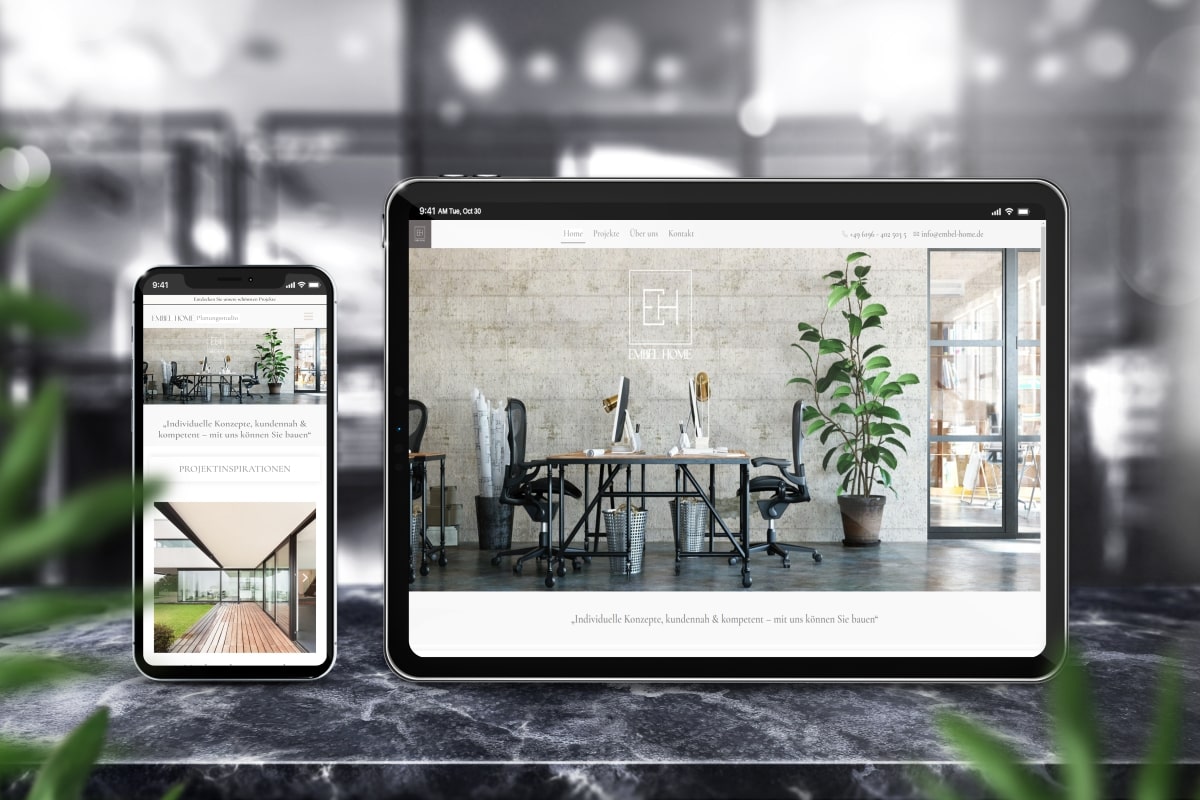 9:41
Entdecken Sie unsere schönsten Projekte
EMBEL HOME Planungsstudio
„Individuelle Konzepte, kundennah &
kompetent – mit uns können Sie bauen“
PROJEKTINSPIRATIONEN
9:41 AM Tue, Oct 30
Home Projekte Über uns Kontakt
+49 6196 - 402 503 5 info@embel-home.de
EH
EMBEL HOME
„Individuelle Konzepte, kundennah & kompetent – mit uns können Sie bauen“